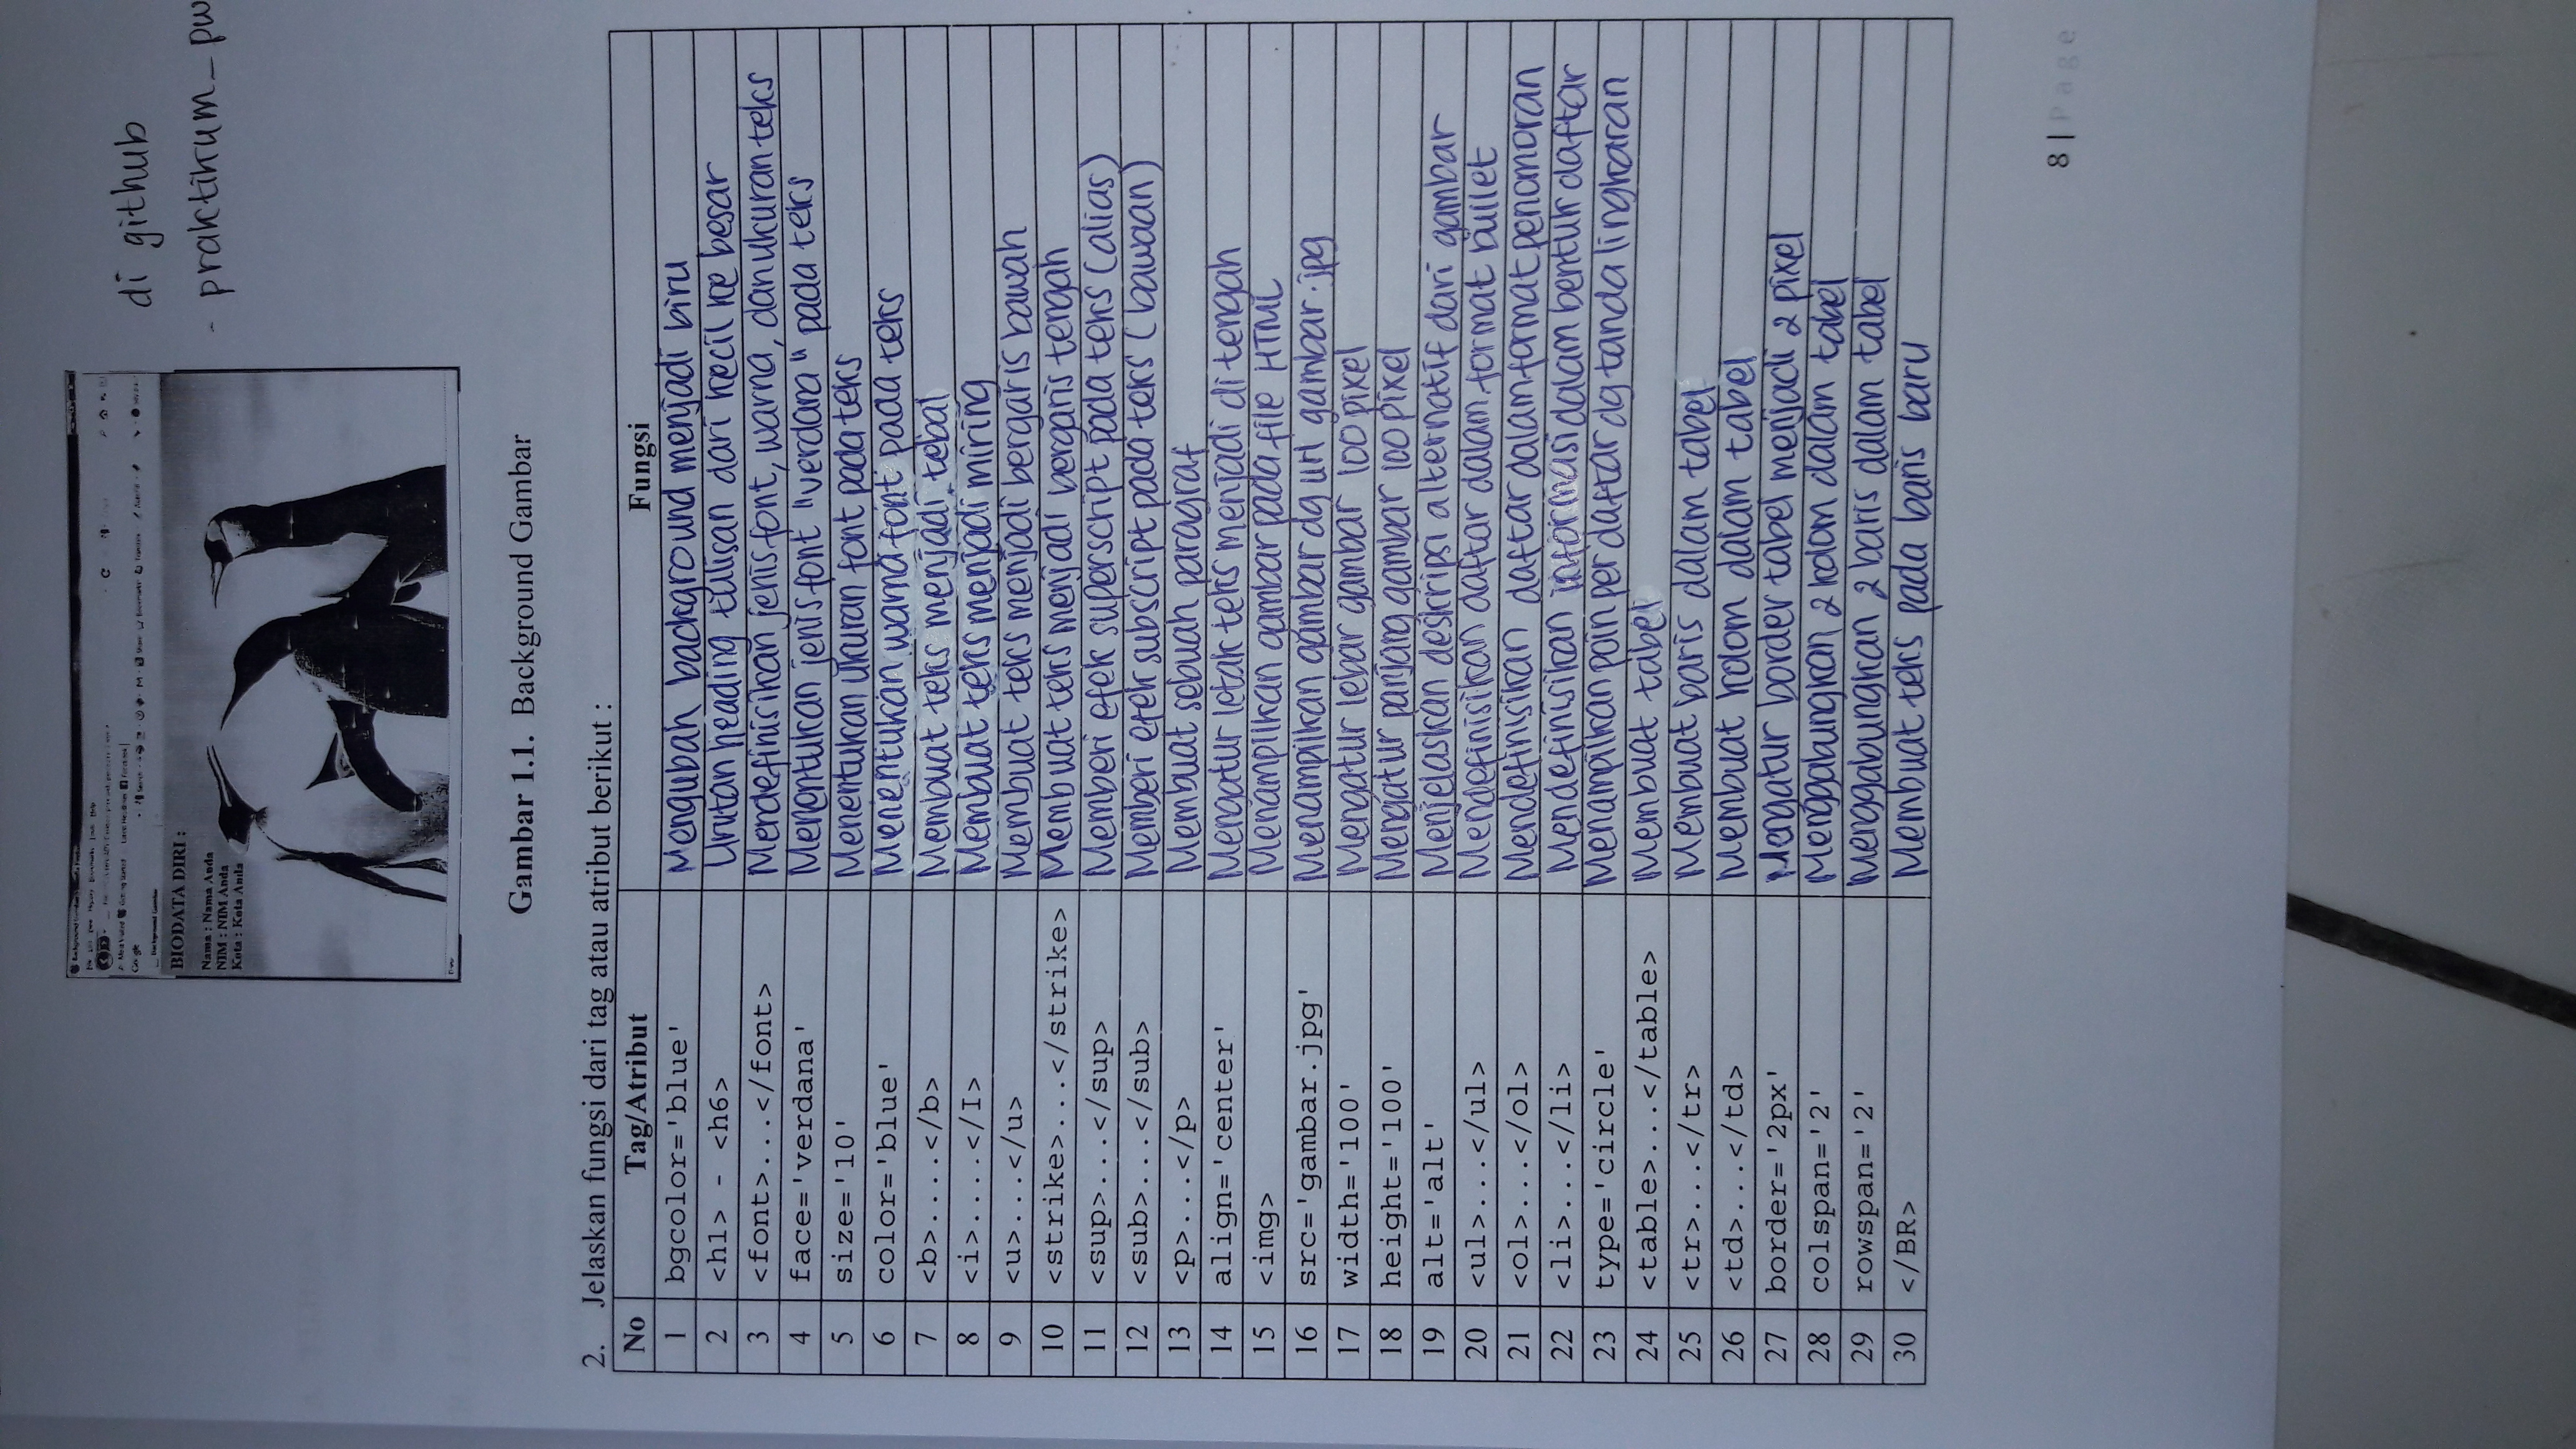 di github
- praktikum_pw
BIODATA DIRI :
Nama : Nama Anda
NIM : NIM Anda
Kota : Kota Anda
Gambar 1.1. Background Gambar
2. Jelaskan fungsi dari tag atau atribut berikut :
No Tag/Atribut Fungsi
1 bgcolor='blue' Mengubah background menjadi biru
2 <h1> - <h6> Urutan heading tulisan dari kecil ke besar
3 <font>...</font> Mendefinisikan jenis font, warna, dan ukuran teks
4 face='verdana' Menentukan jenis font "verdana" pada teks
5 size='10' Menentukan ukuran font pada teks
6 color='blue' Menentukan warna font pada teks
7 <b>....</b> Membuat teks menjadi tebal
8 <i>....</I> Membuat teks menjadi miring
9 <u>...</u> Membuat teks menjadi bergaris bawah
10 <strike>...</strike> Membuat teks menjadi bergaris tengah
11 <sup>...</sup> Memberi efek superscript pada teks (alias)
12 <sub>...</sub> Memberi efek subscript pada teks (bawaan)
13 <p>...</p> Membuat sebuah paragraf
14 align='center' Mengatur letak teks menjadi di tengah
15 <img> Menampilkan gambar pada file HTML
16 src='gambar.jpg' Menampilkan gambar dg url gambar.jpg
17 width='100' Mengatur lebar gambar 100 pixel
18 height='100' Mengatur panjang gambar 100 pixel
19 alt='alt' Menjelaskan deskripsi alternatif dari gambar
20 <ul>...</ul> Mendefinisikan daftar dalam format bullet
21 <ol>...</ol> Mendefinisikan daftar dalam format penomoran
22 <li>...</li> Mendefinisikan informasi dalam bentuk daftar
23 type='circle' Menampilkan poin per daftar dg tanda lingkaran
24 <table>...</table> Membuat tabel
25 <tr>...</tr> Membuat baris dalam tabel
26 <td>...</td> Membuat kolom dalam tabel
27 border='2px' Mengatur border tabel menjadi 2 pixel
28 colspan='2' Menggabungkan 2 kolom dalam tabel
29 rowspan='2' Menggabungkan 2 baris dalam tabel
30 </BR> Membuat teks pada baris baru
8 | Page